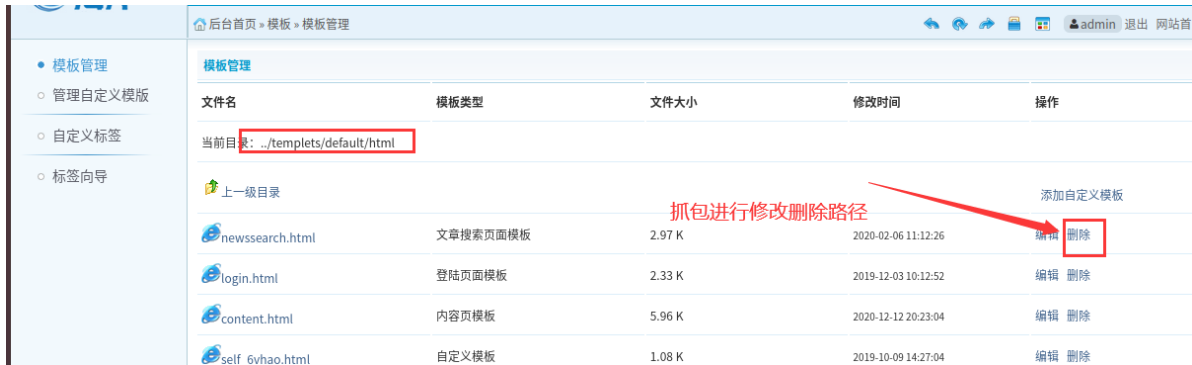 后台首页 » 模板 » 模板管理
admin 退出 网站首
模板管理
管理自定义模版
自定义标签
标签向导
模板管理
文件名 模板类型 文件大小 修改时间 操作
当前目录：../templets/default/html
上一级目录 添加自定义模板
抓包进行修改删除路径
newssearch.html 文章搜索页面模板 2.97 K 2020-02-06 11:12:26 编辑 删除
login.html 登陆页面模板 2.33 K 2019-12-03 10:12:52 编辑 删除
content.html 内容页模板 5.96 K 2020-12-12 20:23:04 编辑 删除
self_6vhao.html 自定义模板 1.08 K 2019-10-09 14:27:04 编辑 删除